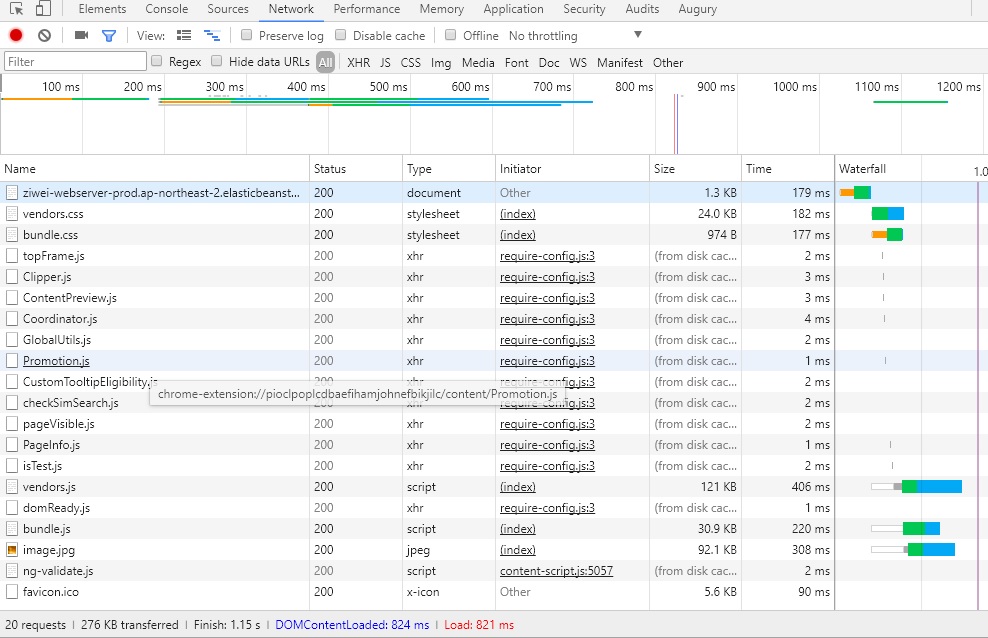 Elements Console Sources Network Performance Memory Application Security Audits Augury
View: Preserve log Disable cache Offline No throttling
Filter Regex Hide data URLs All XHR JS CSS Img Media Font Doc WS Manifest Other
100 ms 200 ms 300 ms 400 ms 500 ms 600 ms 700 ms 800 ms 900 ms 1000 ms 1100 ms 1200 ms
Name Status Type Initiator Size Time Waterfall 1.0
ziwei-webserver-prod.ap-northeast-2.elasticbeanst... 200 document Other 1.3 KB 179 ms
vendors.css 200 stylesheet (index) 24.0 KB 182 ms
bundle.css 200 stylesheet (index) 974 B 177 ms
topFrame.js 200 xhr require-config.js:3 (from disk cac... 2 ms
Clipper.js 200 xhr require-config.js:3 (from disk cac... 3 ms
ContentPreview.js 200 xhr require-config.js:3 (from disk cac... 3 ms
Coordinator.js 200 xhr require-config.js:3 (from disk cac... 4 ms
GlobalUtils.js 200 xhr require-config.js:3 (from disk cac... 2 ms
Promotion.js 200 xhr require-config.js:3 (from disk cac... 1 ms
CustomTooltipEligibility.js 200 xhr require-config.js:3 (from disk cac... 2 ms
chrome-extension://pioclpoplcdbaefihamjohnefbikjilc/content/Promotion.js
checkSimSearch.js 200 xhr require-config.js:3 (from disk cac... 2 ms
pageVisible.js 200 xhr require-config.js:3 (from disk cac... 2 ms
PageInfo.js 200 xhr require-config.js:3 (from disk cac... 1 ms
isTest.js 200 xhr require-config.js:3 (from disk cac... 2 ms
vendors.js 200 script (index) 121 KB 406 ms
domReady.js 200 xhr require-config.js:3 (from disk cac... 1 ms
bundle.js 200 script (index) 30.9 KB 220 ms
image.jpg 200 jpeg (index) 92.1 KB 308 ms
ng-validate.js 200 script content-script.js:5057 (from disk cac... 2 ms
favicon.ico 200 x-icon Other 5.6 KB 90 ms
20 requests | 276 KB transferred | Finish: 1.15 s | DOMContentLoaded: 824 ms | Load: 821 ms